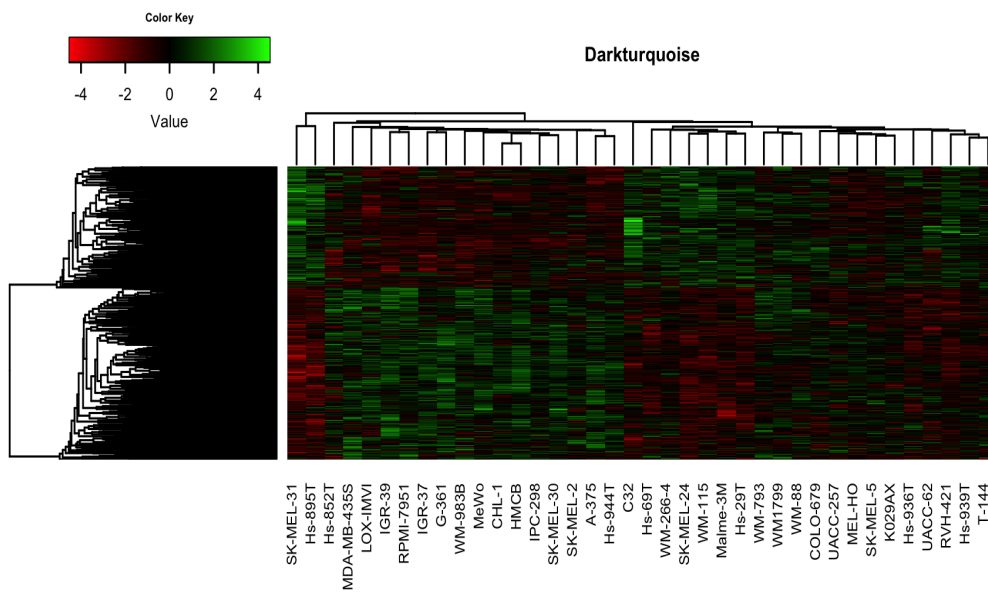 Color Key
-4 -2 0 2 4
Value
Darkturquoise
SK-MEL-31
Hs-895T
Hs-852T
MDA-MB-435S
LOX-IMVI
IGR-39
RPMI-7951
IGR-37
G-361
WM-983B
MeWo
CHL-1
HMCB
IPC-298
SK-MEL-30
SK-MEL-2
A-375
Hs-944T
C32
Hs-69T
WM-266-4
SK-MEL-24
WM-115
Malme-3M
Hs-29T
WM-793
WM1799
WM-88
COLO-679
UACC-257
MEL-HO
SK-MEL-5
K029AX
Hs-936T
UACC-62
RVH-421
Hs-939T
T-144